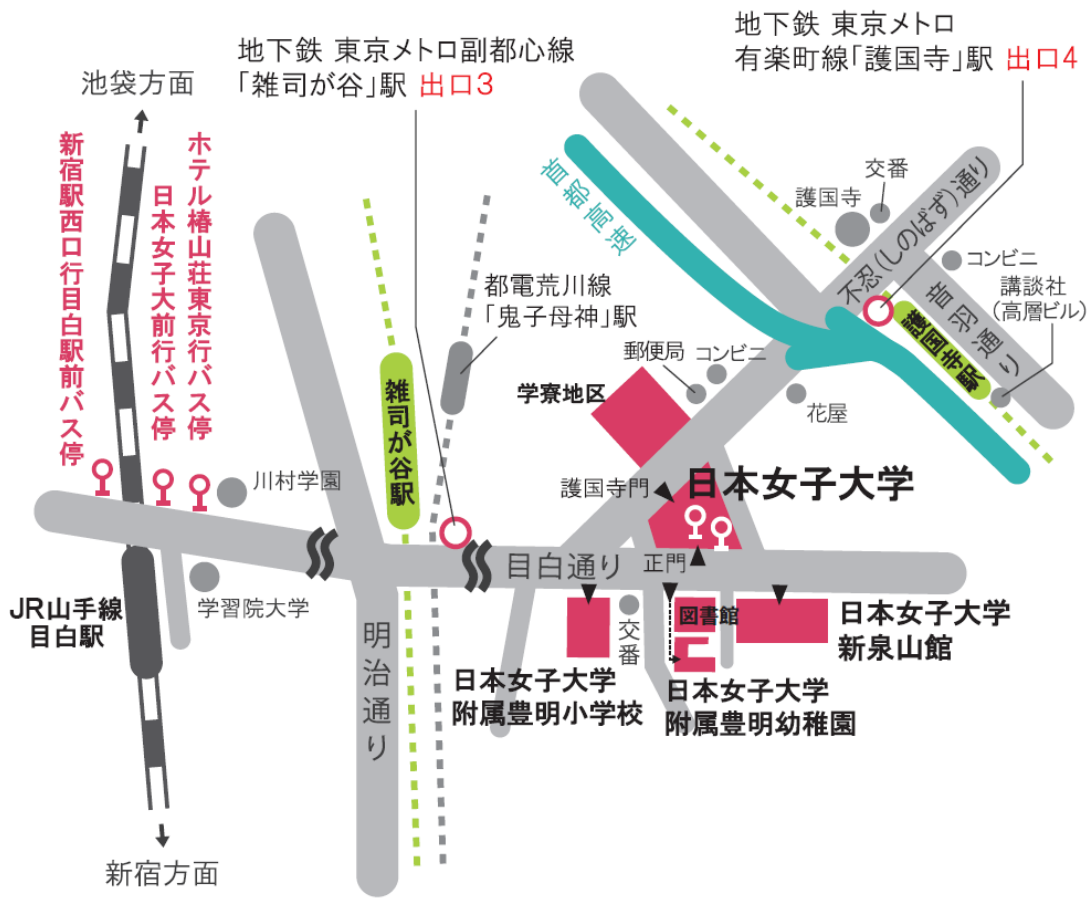 地下鉄 東京メトロ副都心線
「雑司が谷」駅 出口3
地下鉄 東京メトロ
有楽町線「護国寺」駅 出口4
池袋方面
新宿駅西口行目白駅前バス停
日本女子大前行バス停
ホテル椿山荘東京行バス停
首都高速
護国寺
交番
不忍(しのばず)通り
コンビニ
音羽通り
講談社
(高層ビル)
護国寺駅
都電荒川線
「鬼子母神」駅
雑司が谷駅
郵便局
コンビニ
学寮地区
花屋
川村学園
護国寺門
日本女子大学
目白通り
正門
JR山手線
目白駅
学習院大学
明治通り
交番
図書館
日本女子大学
新泉山館
日本女子大学
附属豊明小学校
日本女子大学
附属豊明幼稚園
新宿方面